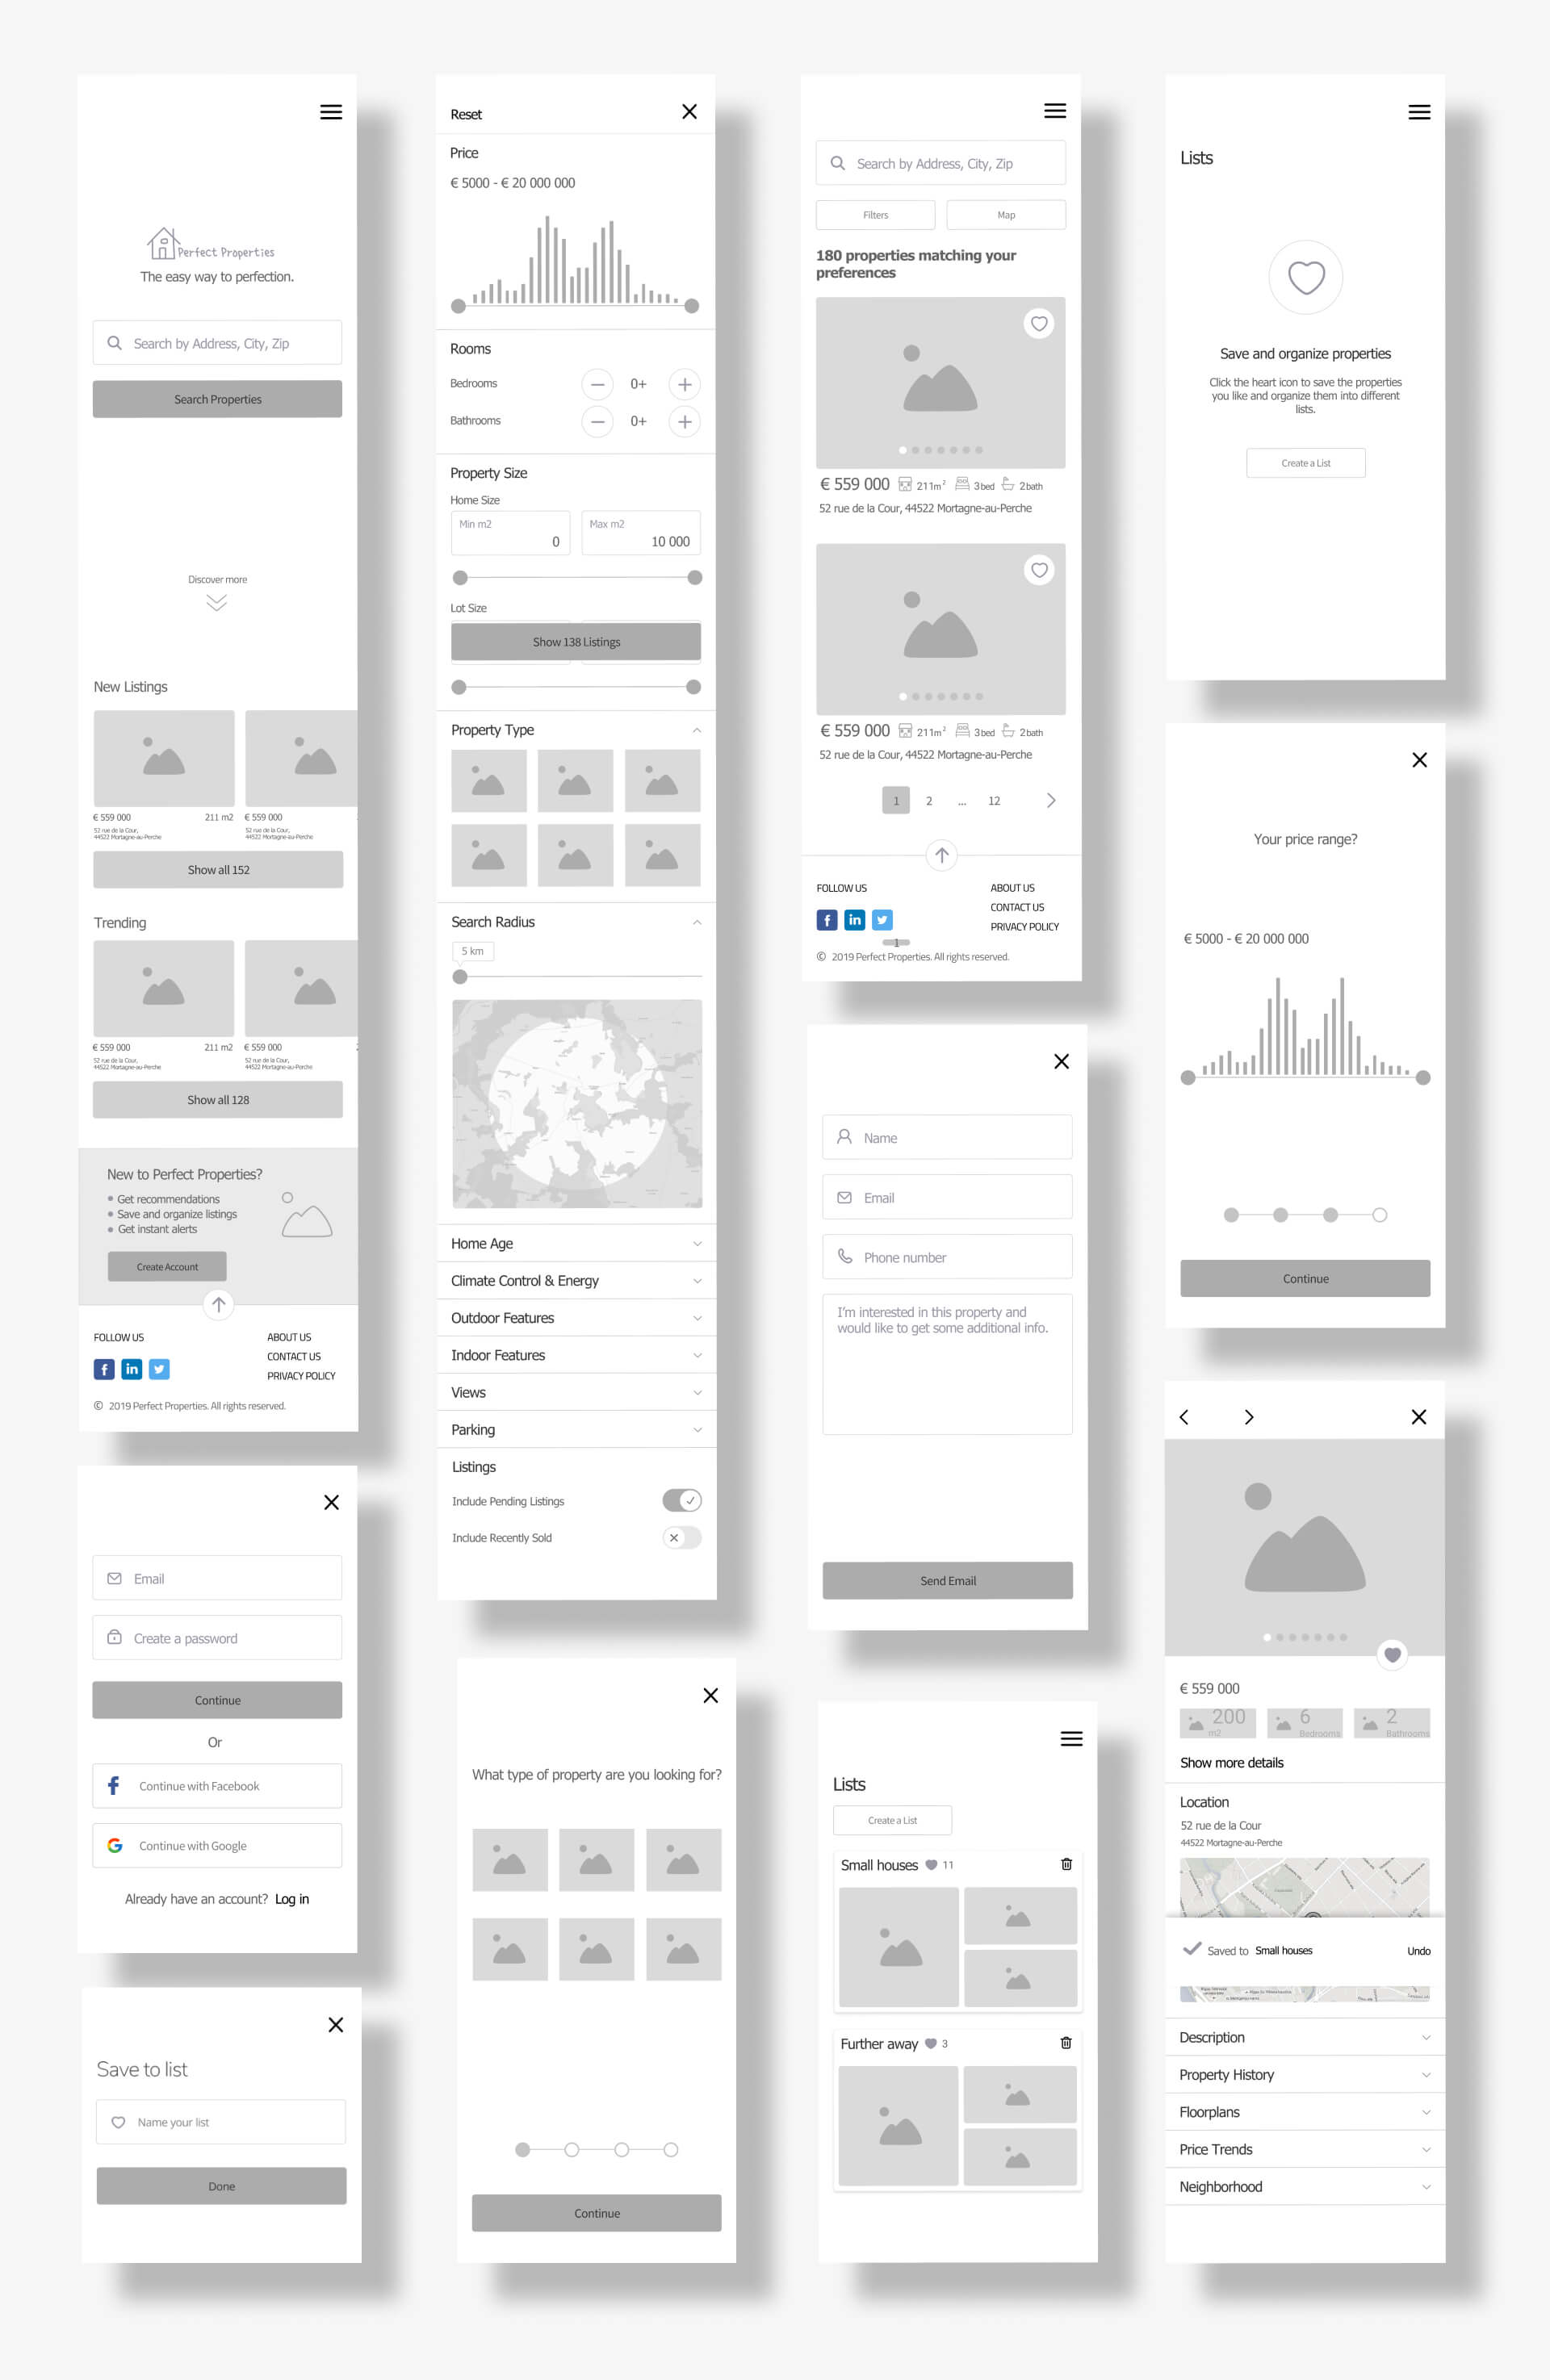 Perfect Properties
The easy way to perfection.
Search by Address, City, Zip
Search Properties
Discover more
New Listings
€ 559 000 211 m2 € 559 000
52 rue de la Cour, 52 rue de la Cour,
44522 Mortagne-au-Perche 44522 Mortagne-au-Perche
Show all 152
Trending
€ 559 000 211 m2 € 559 000
52 rue de la Cour, 52 rue de la Cour,
44522 Mortagne-au-Perche 44522 Mortagne-au-Perche
Show all 128
New to Perfect Properties?
Get recommendations
Save and organize listings
Get instant alerts
Create Account
FOLLOW US ABOUT US
CONTACT US
f in PRIVACY POLICY
© 2019 Perfect Properties. All rights reserved.
Email
Create a password
Continue
Or
f Continue with Facebook
G Continue with Google
Already have an account? Log in
Save to list
Name your list
Done
Reset
Price
€ 5000 - € 20 000 000
Rooms
Bedrooms 0+
Bathrooms 0+
Property Size
Home Size
Min m2 Max m2
0 10 000
Lot Size
Show 138 Listings
Property Type
Search Radius
5 km
Home Age
Climate Control & Energy
Outdoor Features
Indoor Features
Views
Parking
Listings
Include Pending Listings
Include Recently Sold
What type of property are you looking for?
Continue
Search by Address, City, Zip
Filters Map
180 properties matching your
preferences
€ 559 000 211m² 3bed 2bath
52 rue de la Cour, 44522 Mortagne-au-Perche
€ 559 000 211m² 3bed 2bath
52 rue de la Cour, 44522 Mortagne-au-Perche
1 2 ... 12
FOLLOW US ABOUT US
CONTACT US
f in PRIVACY POLICY
1
© 2019 Perfect Properties. All rights reserved.
Name
Email
Phone number
I'm interested in this property and
would like to get some additional info.
Send Email
Lists
Create a List
Small houses 11
Further away 3
Lists
Save and organize properties
Click the heart icon to save the properties
you like and organize them into different
lists.
Create a List
Your price range?
€ 5000 - € 20 000 000
Continue
€ 559 000
200 6 2
m2 Bedrooms Bathrooms
Show more details
Location
52 rue de la Cour
44522 Mortagne-au-Perche
Saved to Small houses Undo
Description
Property History
Floorplans
Price Trends
Neighborhood